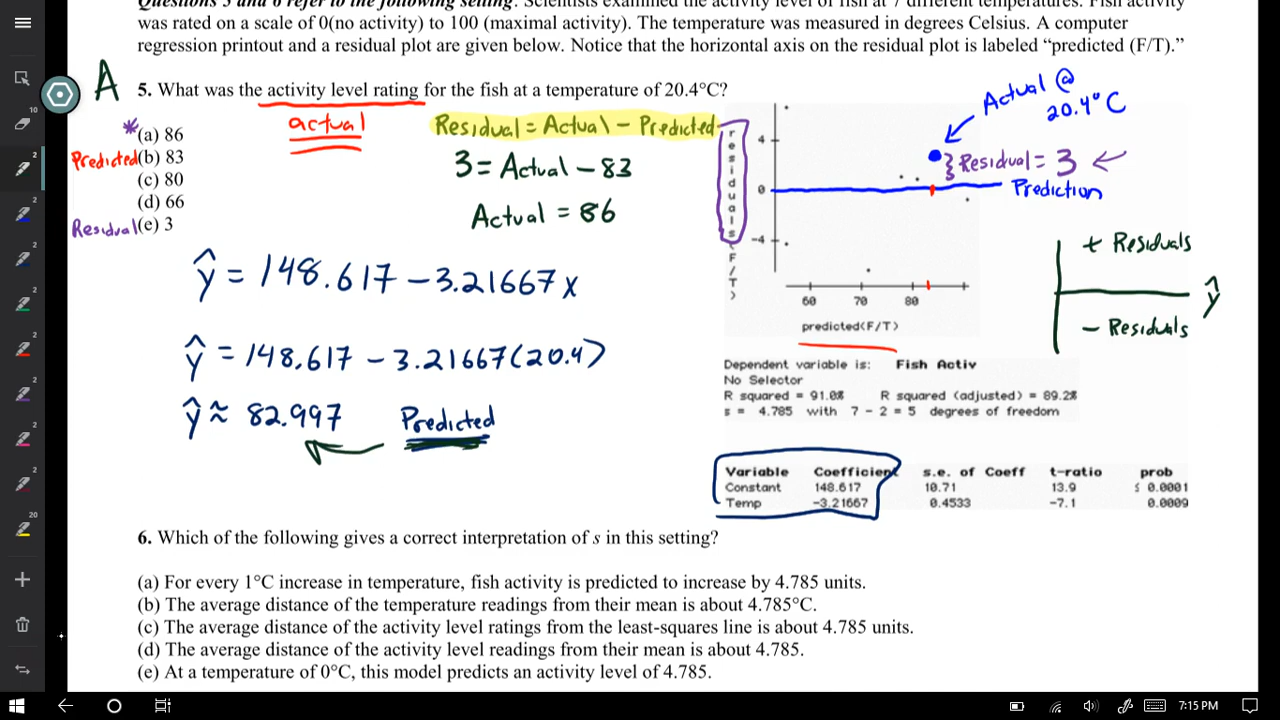 Questions 5 and 6 refer to the following setting. Scientists examined the activity level of fish at 7 different temperatures. Fish activity
was rated on a scale of 0(no activity) to 100 (maximal activity). The temperature was measured in degrees Celsius. A computer
regression printout and a residual plot are given below. Notice that the horizontal axis on the residual plot is labeled “predicted (F/T).”
A
5. What was the activity level rating for the fish at a temperature of 20.4°C?
actual
*(a) 86
Predicted (b) 83
(c) 80
(d) 66
Residual (e) 3
Residual = Actual − Predicted
3 = Actual − 83
Actual = 86
ŷ = 148.617 − 3.21667x
ŷ = 148.617 − 3.21667(20.4)
ŷ ≈ 82.997 Predicted
Actual @
20.4°C
} Residual = 3 ←
Prediction
residuals(F/T)
4
0
-4
60 70 80
predicted(F/T)
+ Residuals
ŷ
− Residuals
Dependent variable is: Fish Activ
No Selector
R squared = 91.0% R squared (adjusted) = 89.2%
s = 4.785 with 7 - 2 = 5 degrees of freedom
Variable Coefficient s.e. of Coeff t-ratio prob
Constant 148.617 10.71 13.9 ≤ 0.0001
Temp -3.21667 0.4533 -7.1 0.0009
6. Which of the following gives a correct interpretation of s in this setting?
(a) For every 1°C increase in temperature, fish activity is predicted to increase by 4.785 units.
(b) The average distance of the temperature readings from their mean is about 4.785°C.
(c) The average distance of the activity level ratings from the least-squares line is about 4.785 units.
(d) The average distance of the activity level readings from their mean is about 4.785.
(e) At a temperature of 0°C, this model predicts an activity level of 4.785.
10
2
2
2
2
2
2
2
2
20
7:15 PM